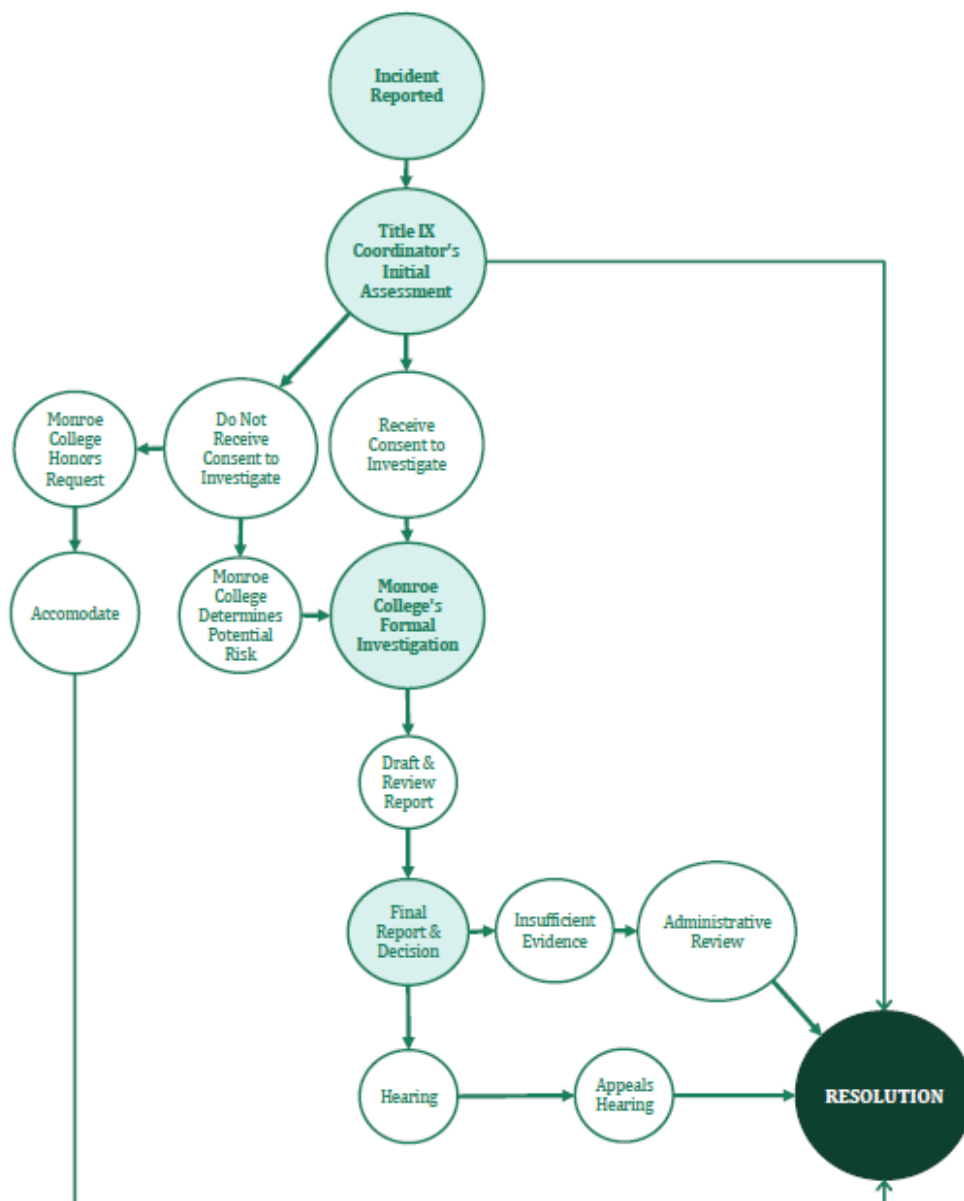 Incident
Reported
Title IX
Coordinator's
Initial
Assessment
Monroe
College
Honors
Request
Do Not
Receive
Consent to
Investigate
Receive
Consent to
Investigate
Accomodate
Monroe
College
Determines
Potential
Risk
Monroe
College's
Formal
Investigation
Draft &
Review
Report
Final
Report &
Decision
Insufficient
Evidence
Administrative
Review
Hearing
Appeals
Hearing
RESOLUTION